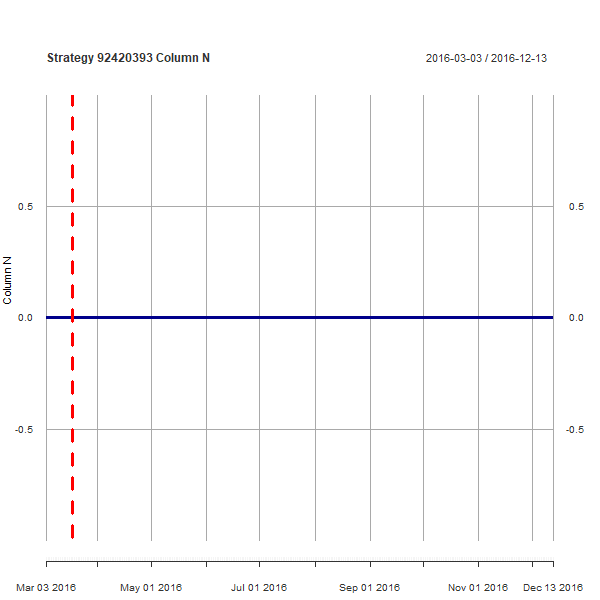 Strategy 92420393 Column N
2016-03-03 / 2016-12-13
0.5
0.5
Column N
0.0
0.0
-0.5
-0.5
Mar 03 2016
May 01 2016
Jul 01 2016
Sep 01 2016
Nov 01 2016
Dec 13 2016